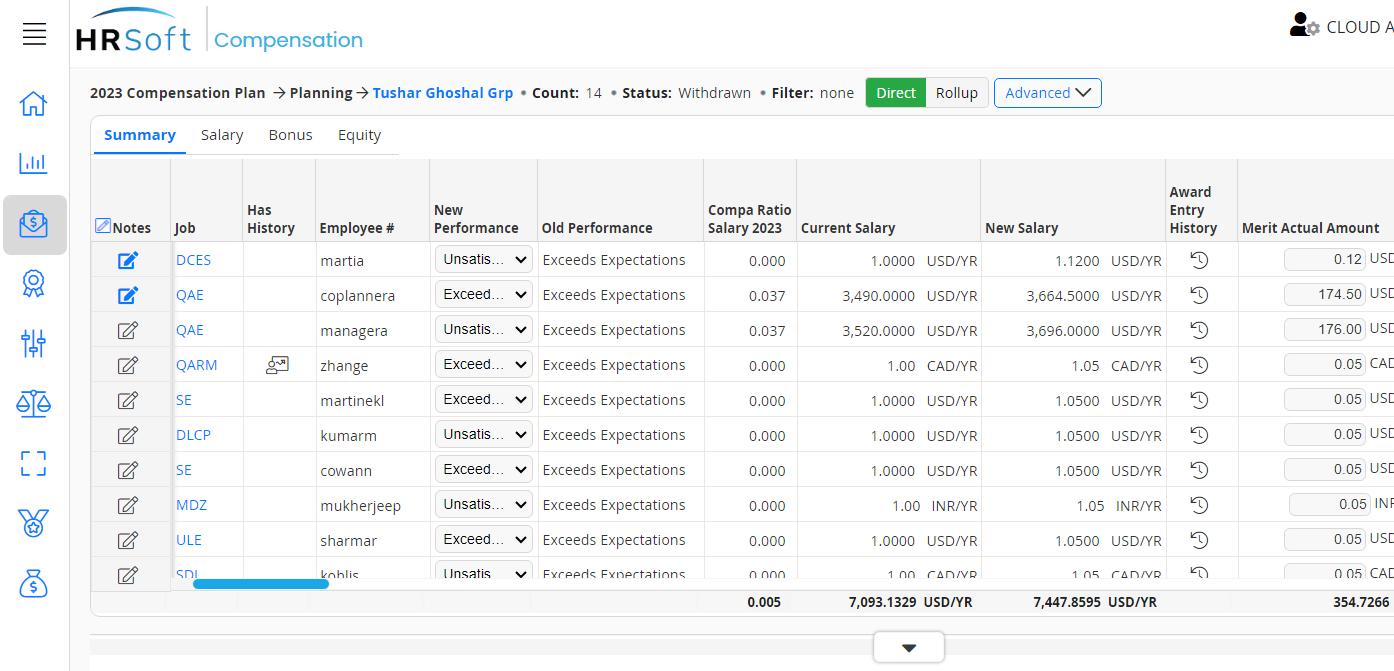 HRSoft Compensation CLOUD A
2023 Compensation Plan → Planning → Tushar Ghoshal Grp • Count: 14 • Status: Withdrawn • Filter: none Direct Rollup Advanced
Summary Salary Bonus Equity
Notes Job Has History Employee # New Performance Old Performance Compa Ratio Salary 2023 Current Salary New Salary Award Entry History Merit Actual Amount
DCES martia Unsatis... Exceeds Expectations 0.000 1.0000 USD/YR 1.1200 USD/YR 0.12 USD
QAE coplannera Exceed... Exceeds Expectations 0.037 3,490.0000 USD/YR 3,664.5000 USD/YR 174.50 USD
QAE managera Unsatis... Exceeds Expectations 0.037 3,520.0000 USD/YR 3,696.0000 USD/YR 176.00 USD
QARM zhange Exceed... Exceeds Expectations 0.000 1.00 CAD/YR 1.05 CAD/YR 0.05 CAD
SE martinekl Exceed... Exceeds Expectations 0.000 1.0000 USD/YR 1.0500 USD/YR 0.05 USD
DLCP kumarm Unsatis... Exceeds Expectations 0.000 1.0000 USD/YR 1.0500 USD/YR 0.05 USD
SE cowann Exceed... Exceeds Expectations 0.000 1.0000 USD/YR 1.0500 USD/YR 0.05 USD
MDZ mukherjeep Unsatis... Exceeds Expectations 0.000 1.00 INR/YR 1.05 INR/YR 0.05 INR
ULE sharmar Exceed... Exceeds Expectations 0.000 1.0000 USD/YR 1.0500 USD/YR 0.05 USD
kohlis Unsatis... Exceeds Expectations 0.000 1.00 CAD/YR 1.05 CAD/YR 0.05 CAD
0.005 7,093.1329 USD/YR 7,447.8595 USD/YR 354.7266